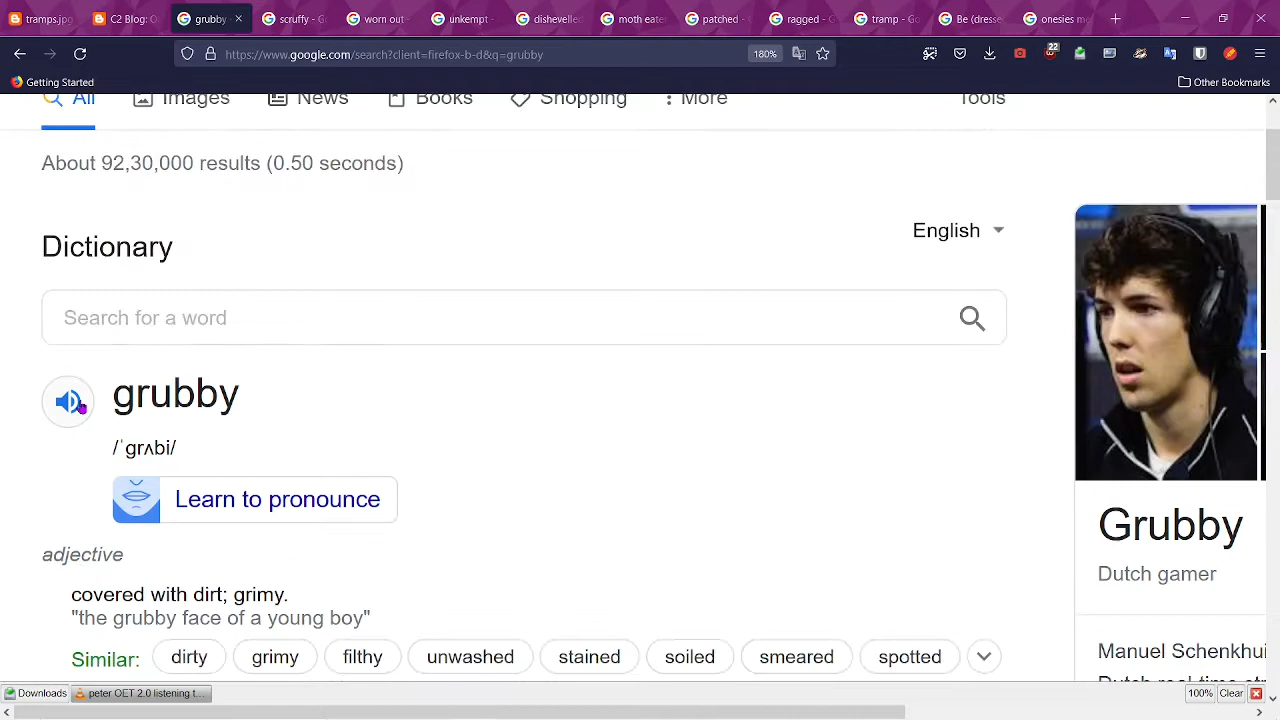 tramps.jpg
C2 Blog: O
grubby
scruffy - G
worn out -
unkempt -
dishevelle
moth eate
patched - 
ragged - G
tramp - Go
Be (dresse
onesies me
https://www.google.com/search?client=firefox-b-d&q=grubby
180%
22
Getting Started
Other Bookmarks
All
Images
News
Books
Shopping
More
Tools
About 92,30,000 results (0.50 seconds)
English
Dictionary
Search for a word
grubby
/ˈɡrʌbi/
Learn to pronounce
adjective
covered with dirt; grimy.
"the grubby face of a young boy"
Similar: dirty grimy filthy unwashed stained soiled smeared spotted
Grubby
Dutch gamer
Manuel Schenkhui
Downloads
peter OET 2.0 listening t...
100%
Clear